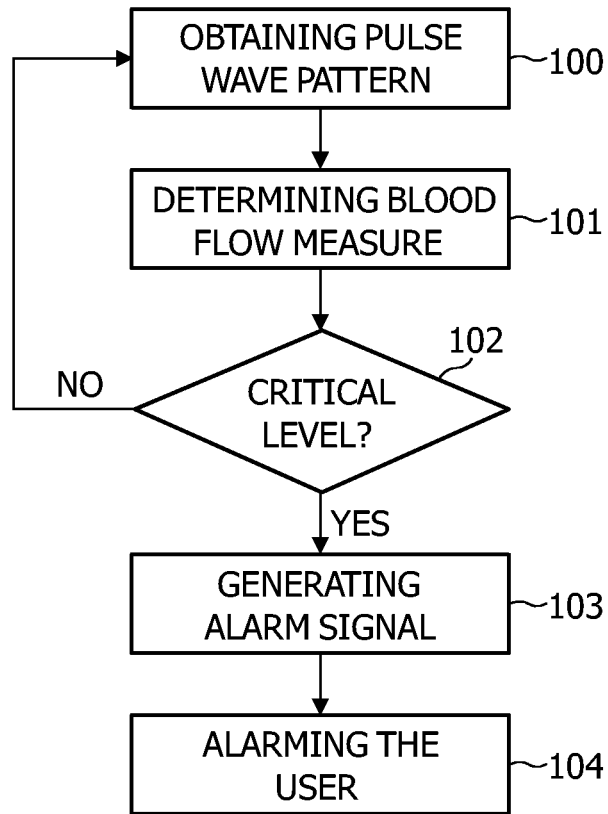 OBTAINING PULSE
WAVE PATTERN
100
DETERMINING BLOOD
FLOW MEASURE
101
102
CRITICAL
LEVEL?
NO
YES
GENERATING
ALARM SIGNAL
103
ALARMING THE
USER
104